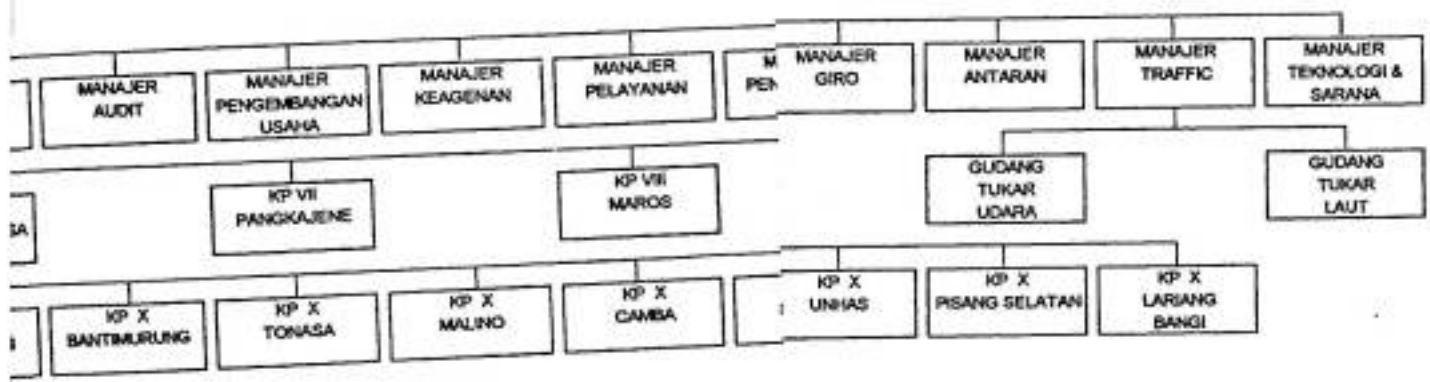 MANAJER
AUDIT
MANAJER
PENGEMBANGAN
USAHA
MANAJER
KEAGENAN
MANAJER
PELAYANAN
MANAJER
GIRO
MANAJER
ANTARAN
MANAJER
TRAFFIC
MANAJER
TEKNOLOGI &
SARANA
KP VII
PANGKAJENE
KP VIII
MAROS
GUDANG
TUKAR
UDARA
GUDANG
TUKAR
LAUT
KP X
BANTIMURUNG
KP X
TONASA
KP X
MALINO
KP X
CAMBA
KP X
UNHAS
KP X
PISANG SELATAN
KP X
LARIANG
BANGI